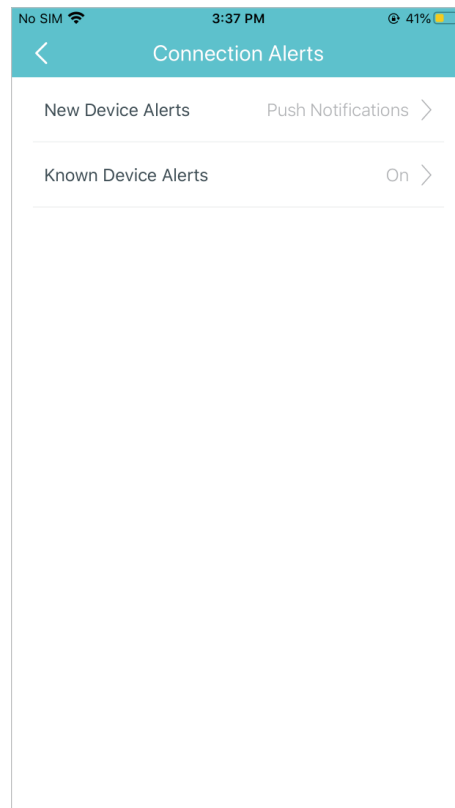 No SIM 3:37 PM 41%
Connection Alerts
New Device Alerts Push Notifications
Known Device Alerts On